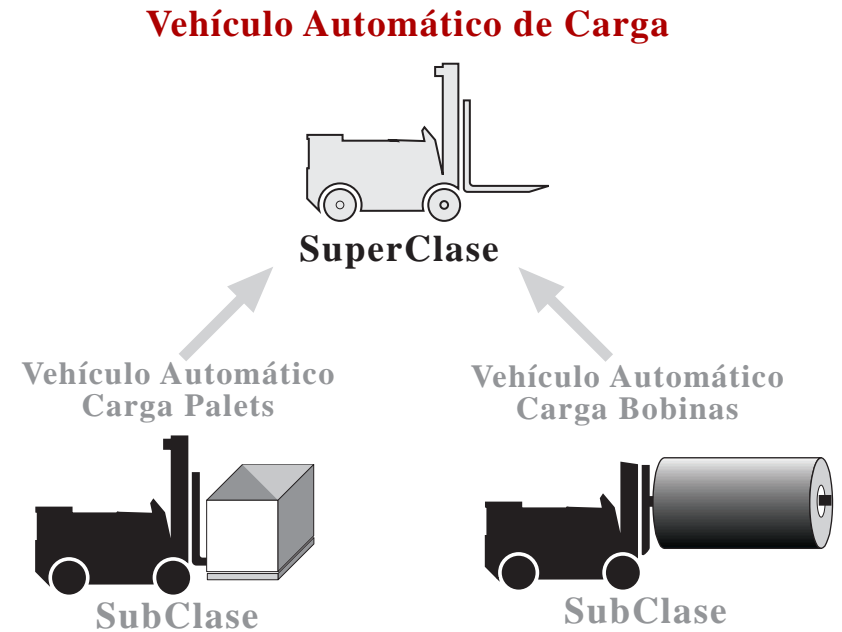 Vehículo Automático de Carga
SuperClase
Vehículo Automático
Carga Palets
Vehículo Automático
Carga Bobinas
SubClase
SubClase